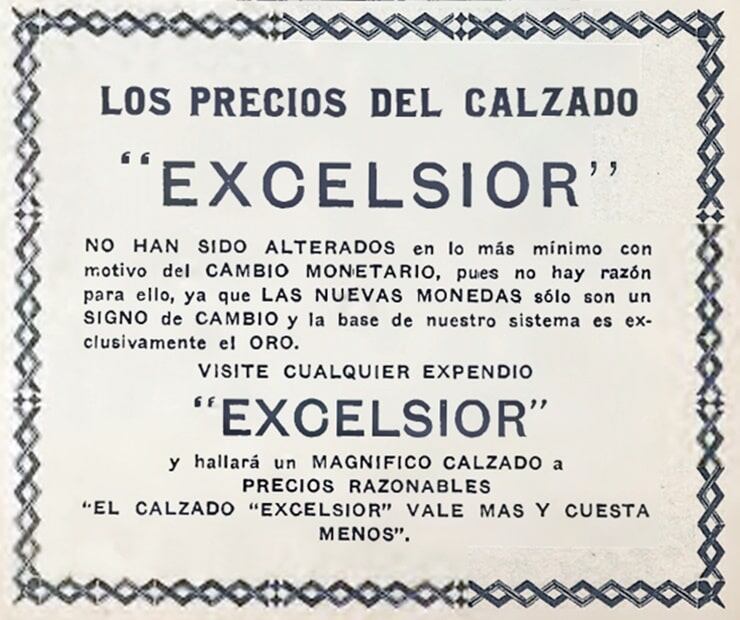 LOS PRECIOS DEL CALZADO
"EXCELSIOR"
NO HAN SIDO ALTERADOS en lo más mínimo con
motivo del CAMBIO MONETARIO, pues no hay razón
para ello, ya que LAS NUEVAS MONEDAS sólo son un
SIGNO de CAMBIO y la base de nuestro sistema es ex-
clusivamente el ORO.
VISITE CUALQUIER EXPENDIO
"EXCELSIOR"
y hallará un MAGNIFICO CALZADO a
PRECIOS RAZONABLES
"EL CALZADO "EXCELSIOR" VALE MAS Y CUESTA
MENOS".